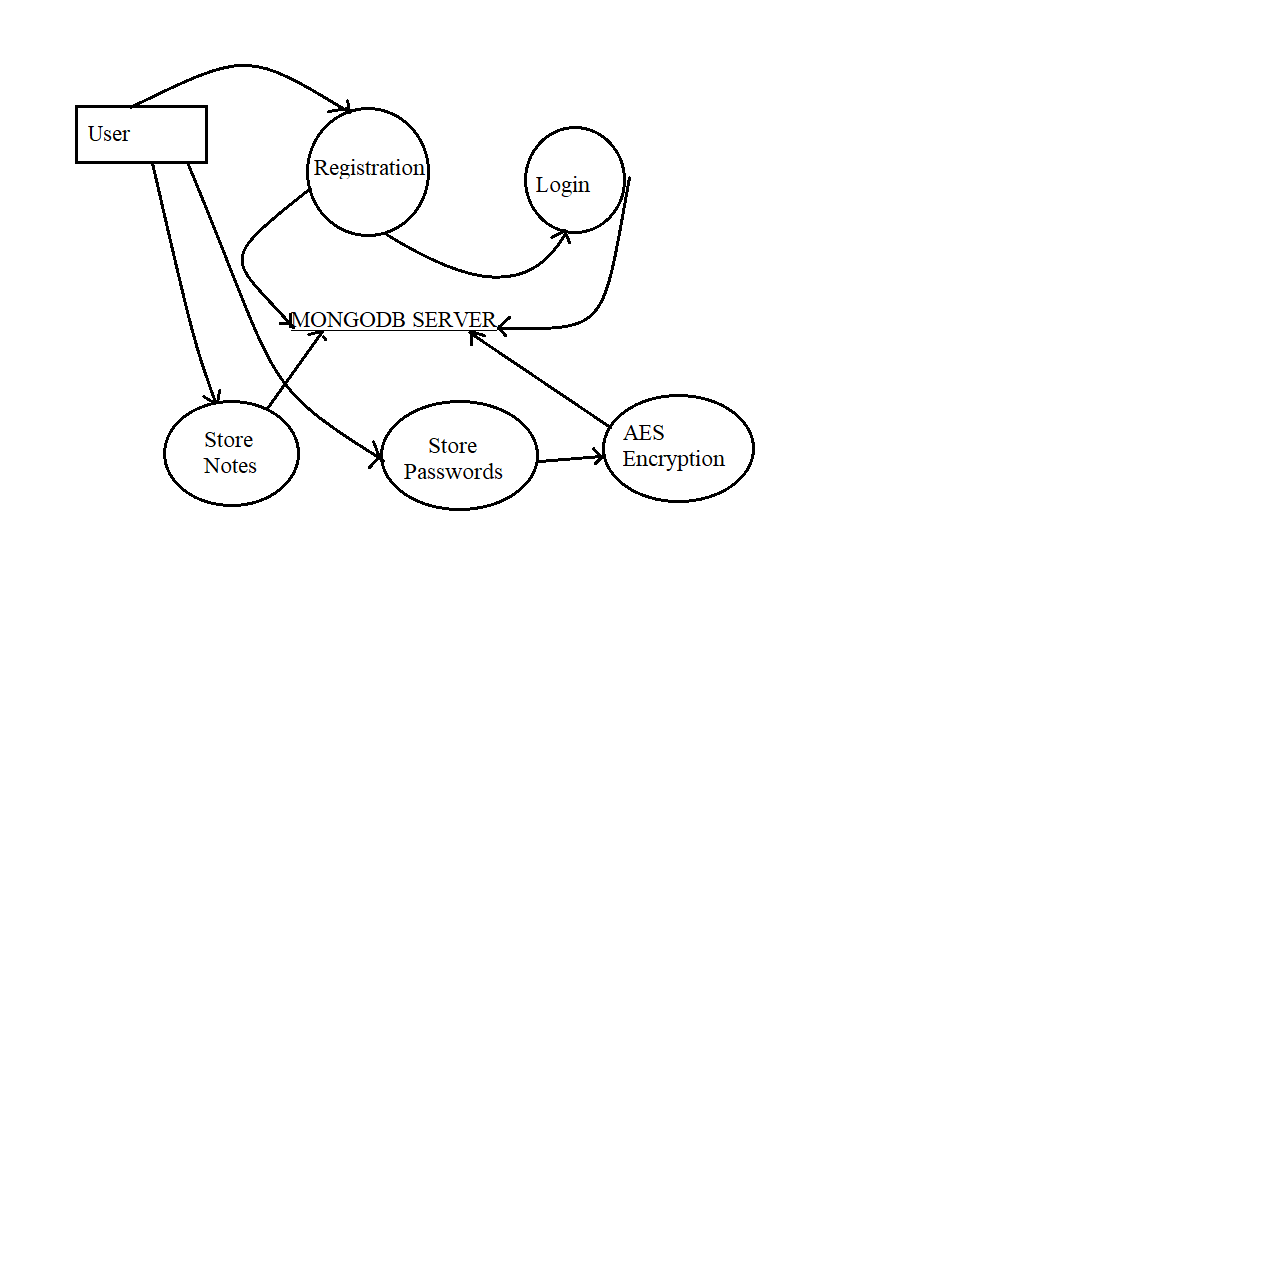 User
Registration
Login
MONGODB SERVER
Store
Notes
Store
Passwords
AES
Encryption